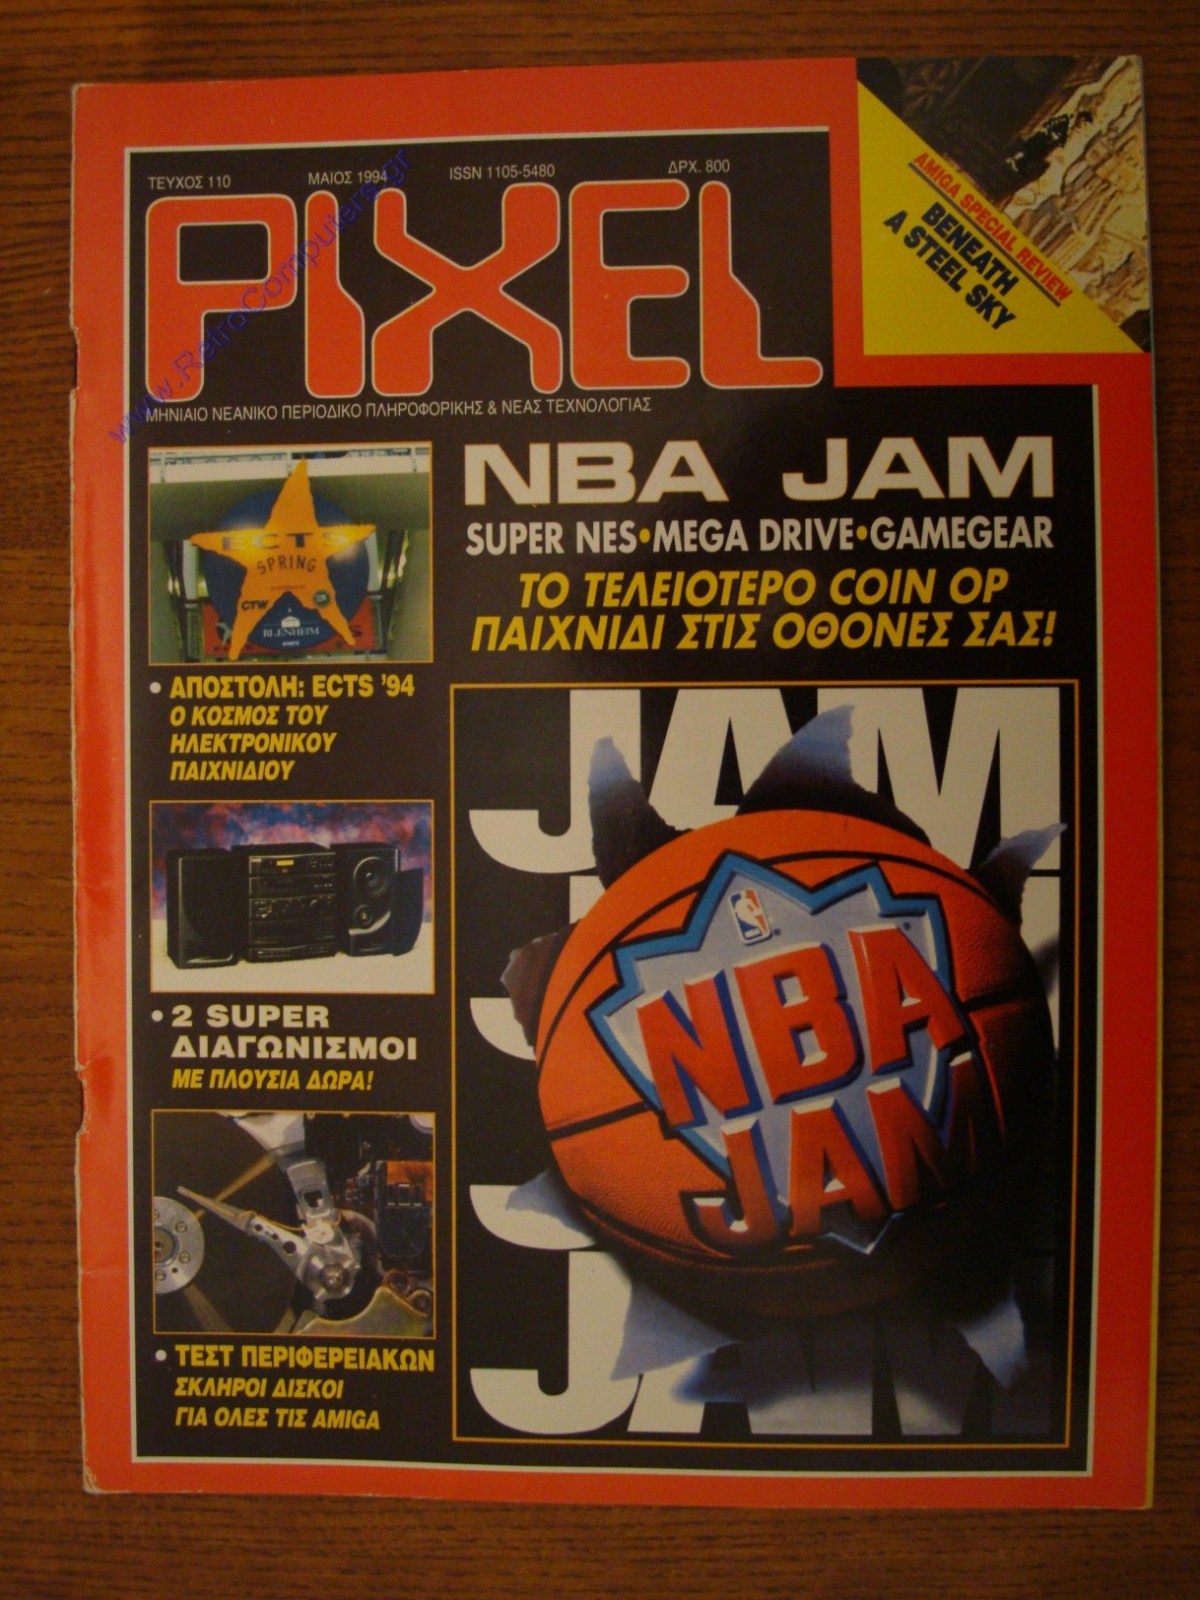 ΤΕΥΧΟΣ 110 ΜΑΙΟΣ 1994 ISSN 1105-5480 ΔΡΧ. 800
PIXEL
ΜΗΝΙΑΙΟ ΝΕΑΝΙΚΟ ΠΕΡΙΟΔΙΚΟ ΠΛΗΡΟΦΟΡΙΚΗΣ & ΝΕΑΣ ΤΕΧΝΟΛΟΓΙΑΣ
www.RetroComputers.gr
AMIGA SPECIAL REVIEW
BENEATH
A STEEL SKY
NBA JAM
SUPER NES•MEGA DRIVE•GAMEGEAR
ΤΟ ΤΕΛΕΙΟΤΕΡΟ COIN OP
ΠΑΙΧΝΙΔΙ ΣΤΙΣ ΟΘΟΝΕΣ ΣΑΣ!
ECTS
SPRING
CTW
BLENHEIM
• ΑΠΟΣΤΟΛΗ: ECTS '94
Ο ΚΟΣΜΟΣ ΤΟΥ
ΗΛΕΚΤΡΟΝΙΚΟΥ
ΠΑΙΧΝΙΔΙΟΥ
• 2 SUPER
ΔΙΑΓΩΝΙΣΜΟΙ
ΜΕ ΠΛΟΥΣΙΑ ΔΩΡΑ!
• ΤΕΣΤ ΠΕΡΙΦΕΡΕΙΑΚΩΝ
ΣΚΛΗΡΟΙ ΔΙΣΚΟΙ
ΓΙΑ ΟΛΕΣ ΤΙΣ AMIGA
JAM
NBA
NBA
JAM
JAM